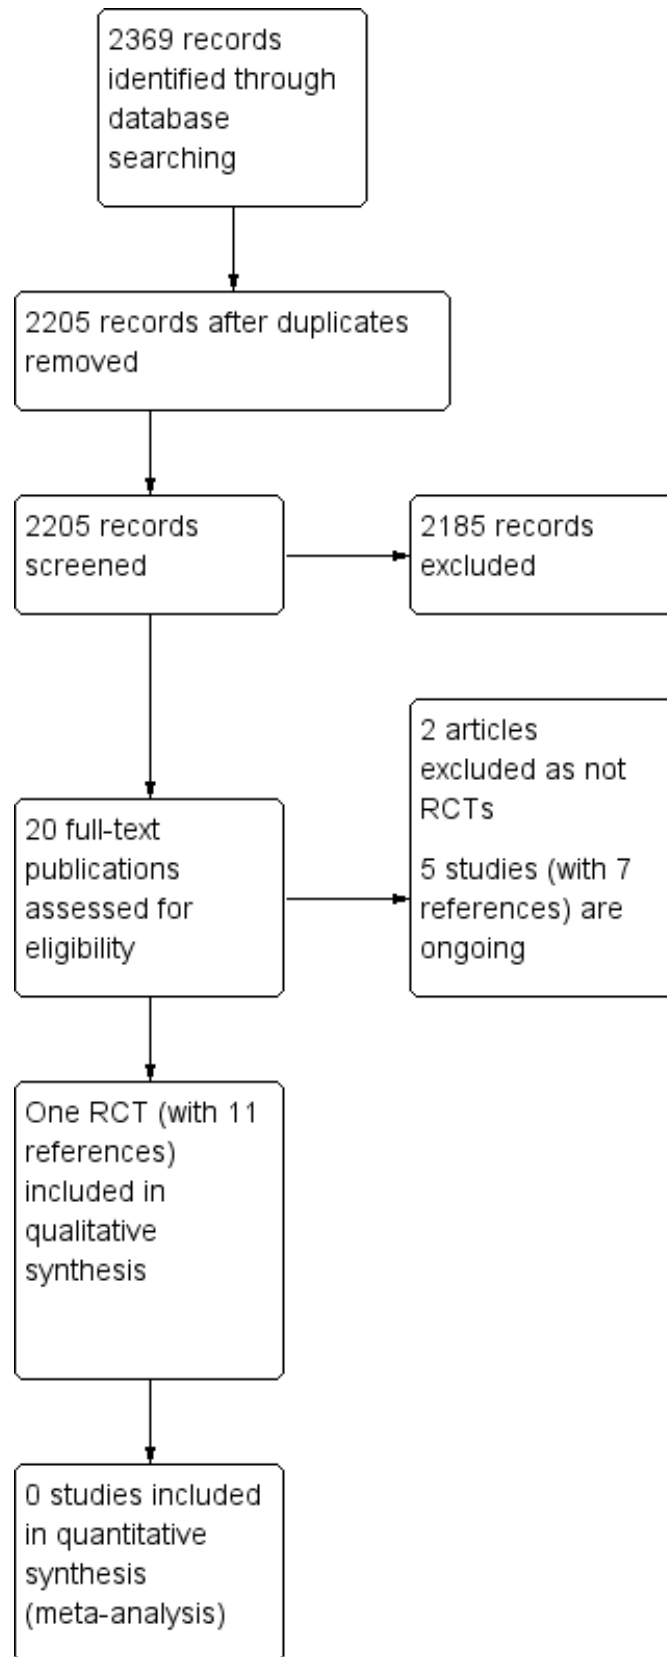 2369 records
identified through
database
searching
2205 records after duplicates
removed
2205 records
screened
2185 records
excluded
2 articles
excluded as not
RCTs
5 studies (with 7
references) are
ongoing
20 full-text
publications
assessed for
eligibility
One RCT (with 11
references)
included in
qualitative
synthesis
0 studies included
in quantitative
synthesis
(meta-analysis)